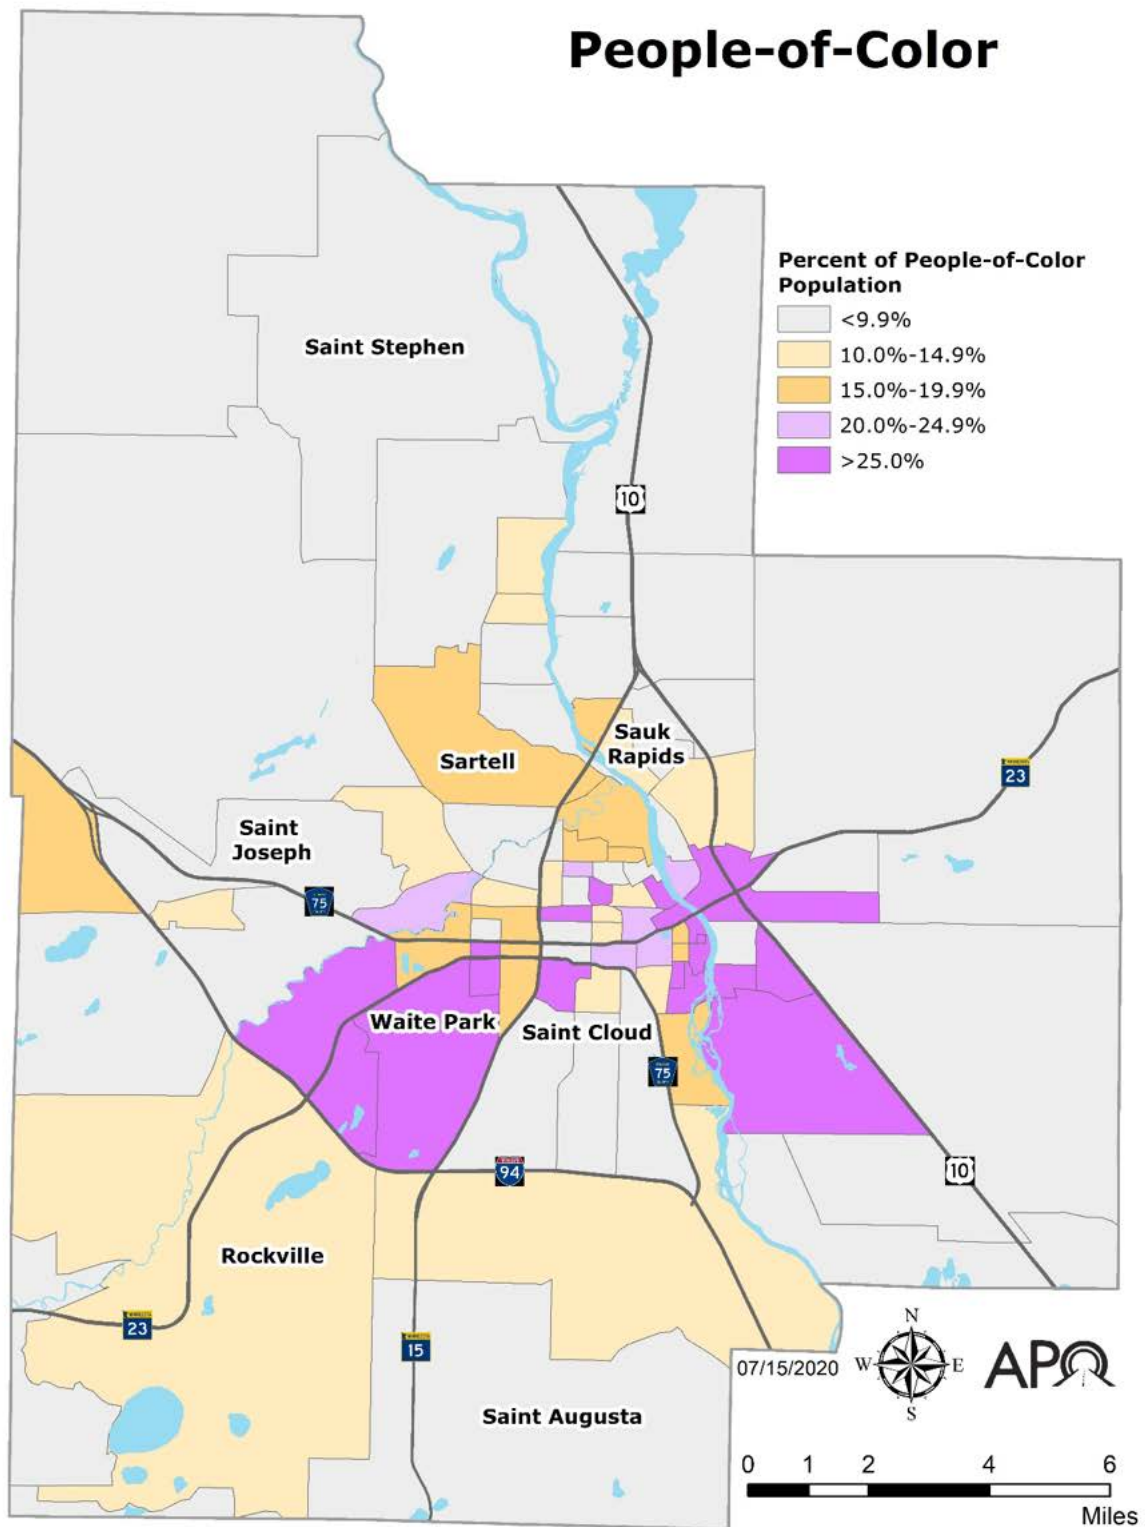 People-of-Color
Percent of People-of-Color
Population
<9.9%
10.0%-14.9%
15.0%-19.9%
20.0%-24.9%
>25.0%
Saint Stephen
10
Sauk
Rapids
Sartell
23
Saint
Joseph
75
Waite Park
Saint Cloud
75
94
10
Rockville
23
15
N
W
E
S
07/15/2020
APO
Saint Augusta
0 1 2 4 6
Miles